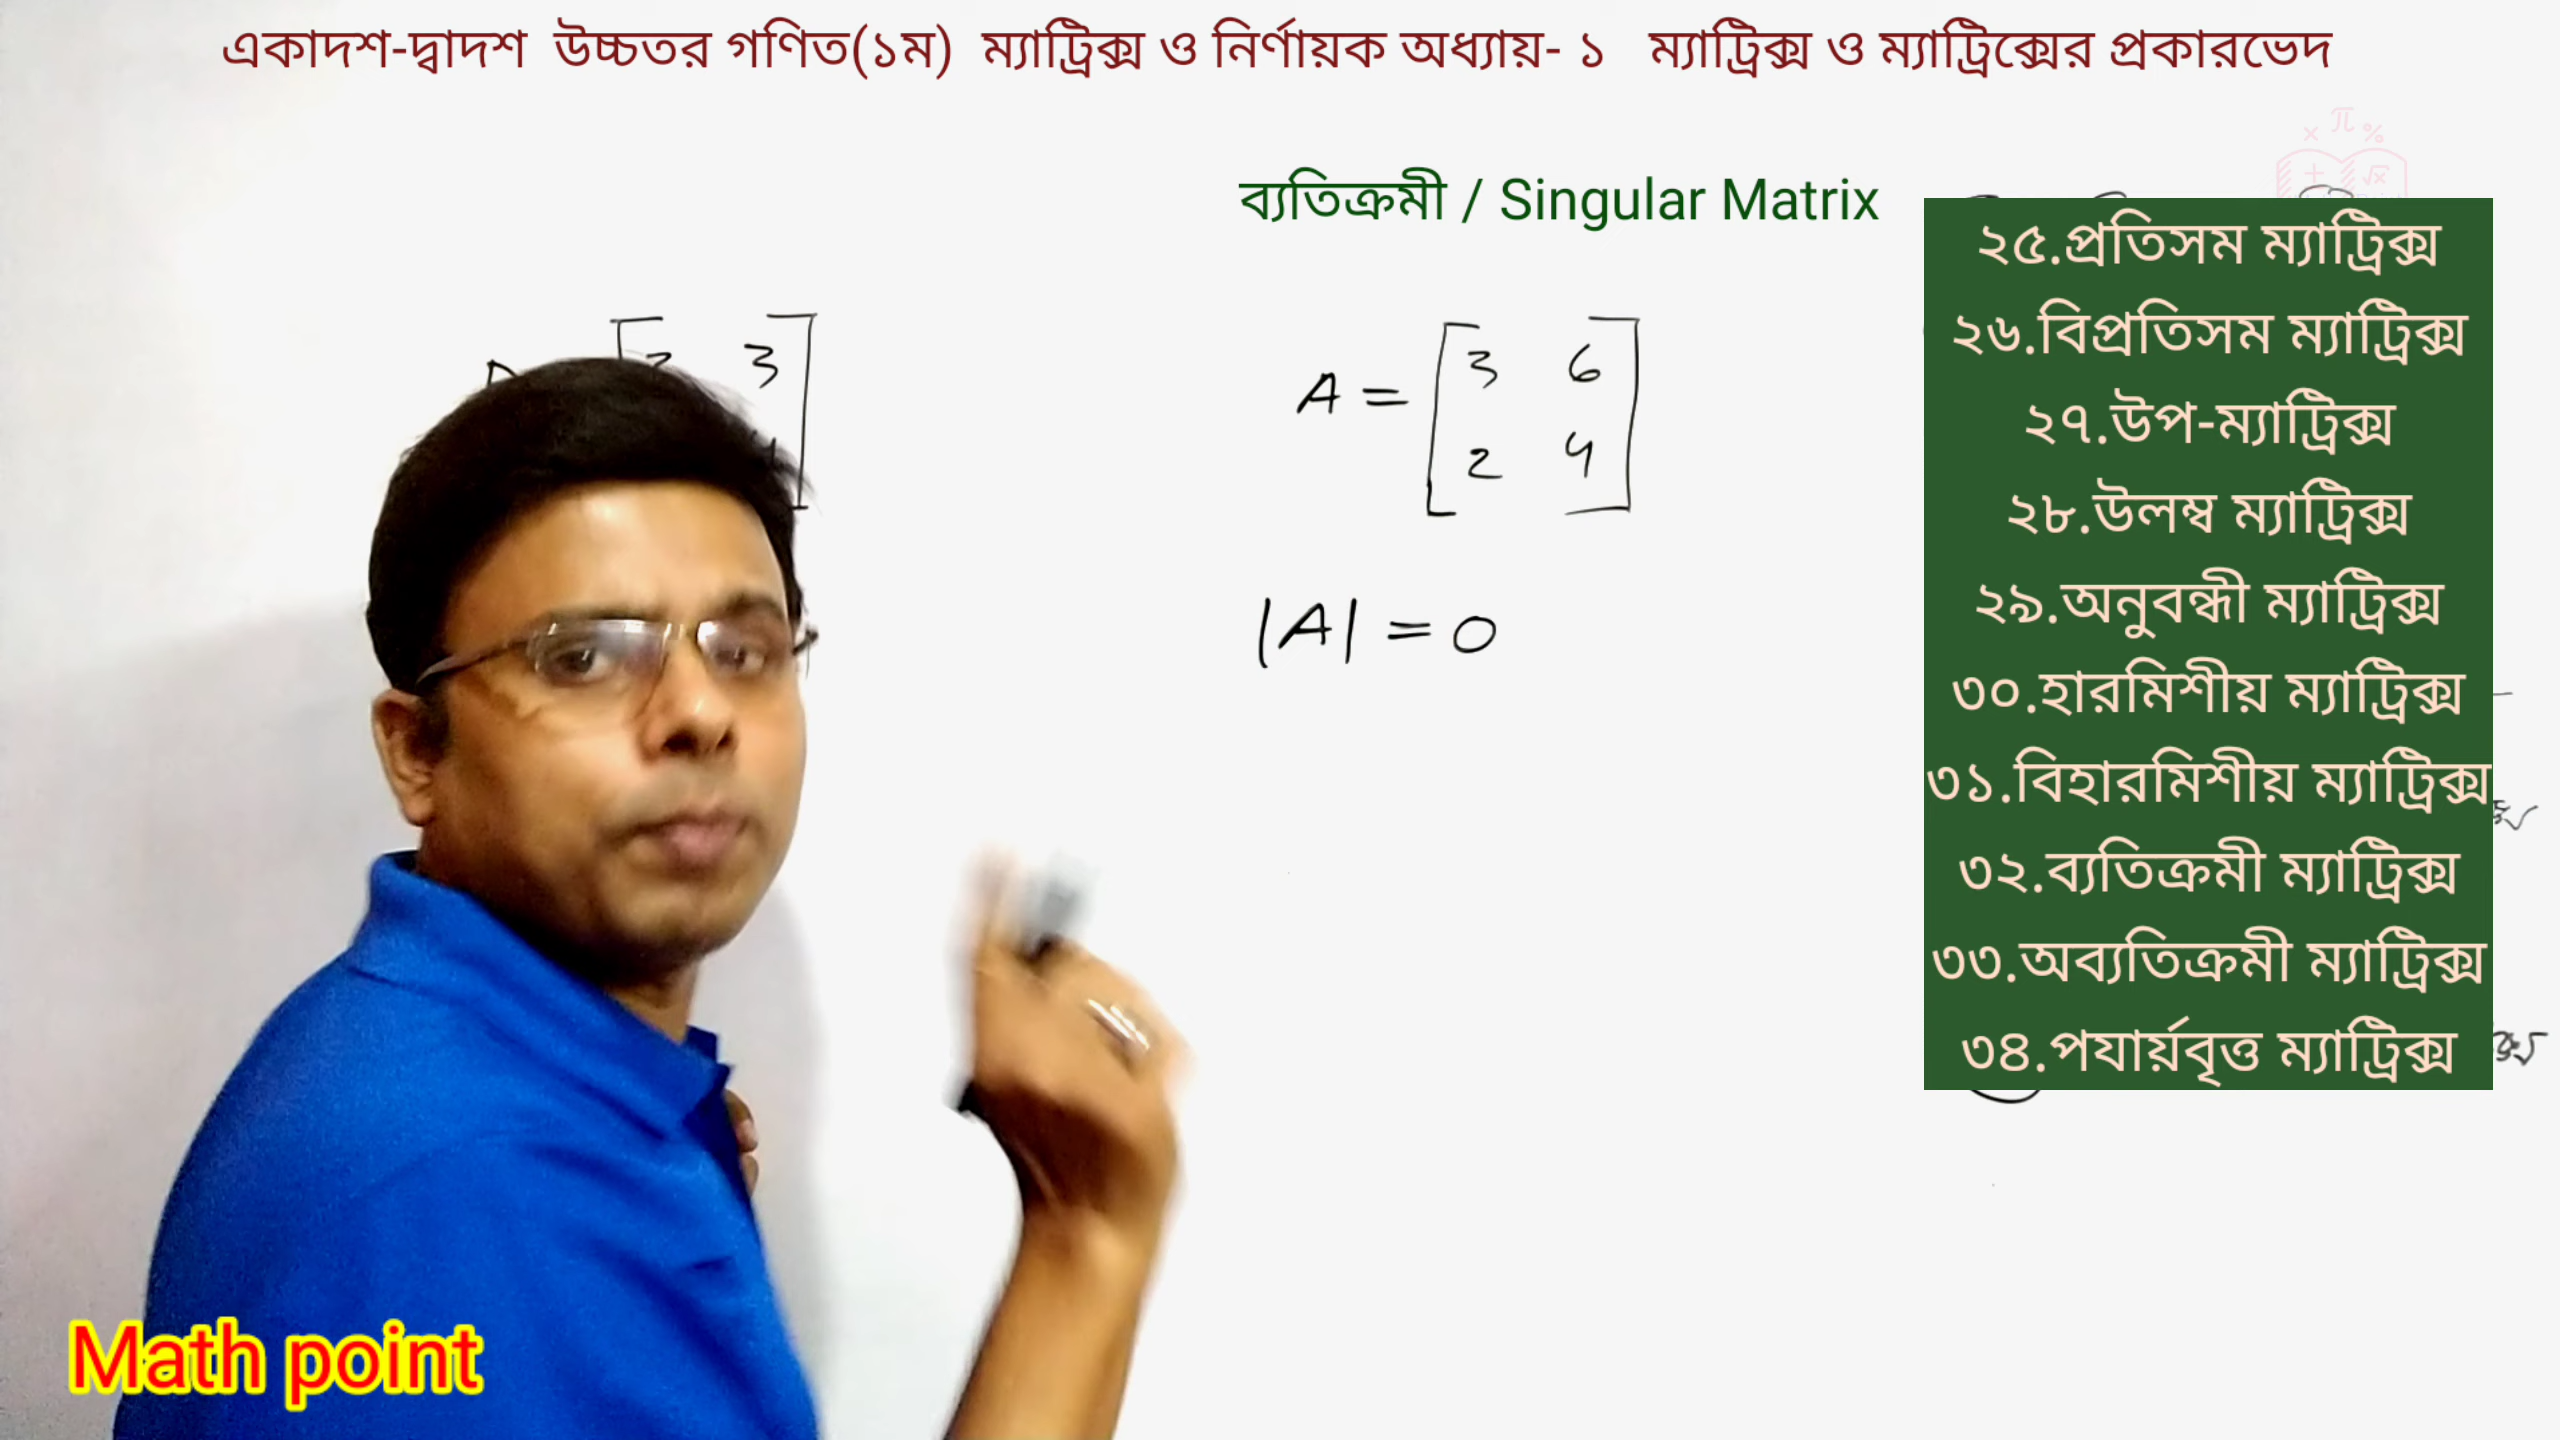 একাদশ-দ্বাদশ উচ্চতর গণিত(১ম) ম্যাট্রিক্স ও নির্ণায়ক অধ্যায়- ১ ম্যাট্রিক্স ও ম্যাট্রিক্সের প্রকারভেদ
ব্যতিক্রমী / Singular Matrix
3
A = [3 6
2 4]
|A| = 0
২৫.প্রতিসম ম্যাট্রিক্স
২৬.বিপ্রতিসম ম্যাট্রিক্স
২৭.উপ-ম্যাট্রিক্স
২৮.উলম্ব ম্যাট্রিক্স
২৯.অনুবন্ধী ম্যাট্রিক্স
৩০.হারমিশীয় ম্যাট্রিক্স
৩১.বিহারমিশীয় ম্যাট্রিক্স
৩২.ব্যতিক্রমী ম্যাট্রিক্স
৩৩.অব্যতিক্রমী ম্যাট্রিক্স
৩৪.পযার্য়বৃত্ত ম্যাট্রিক্স
Math point